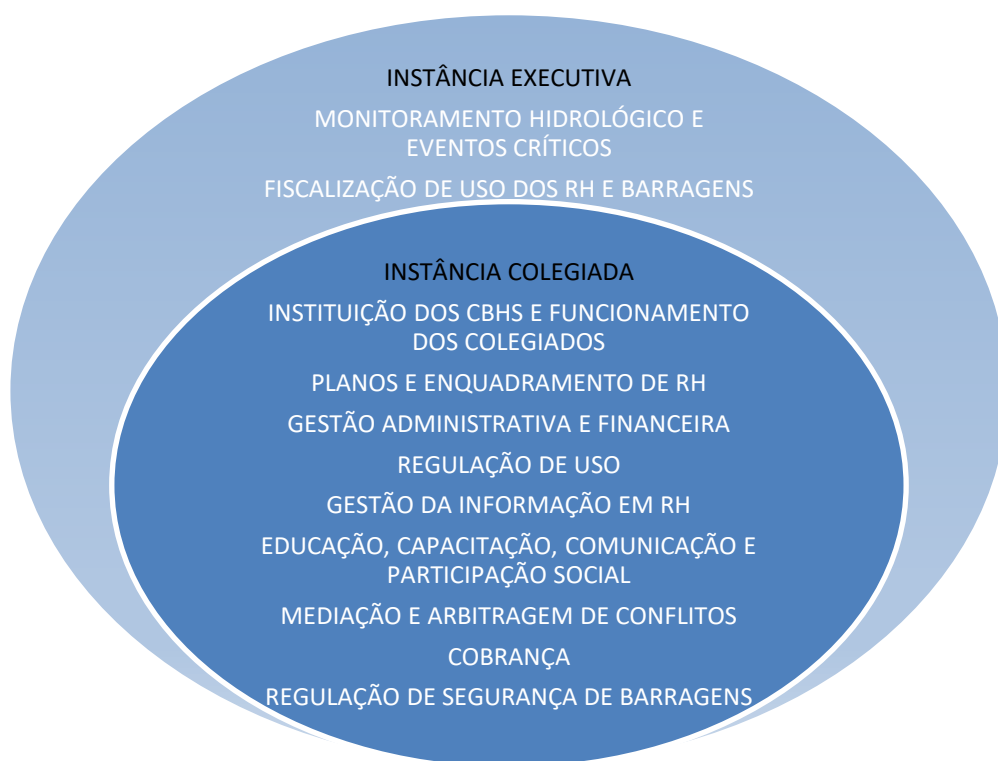 INSTÂNCIA EXECUTIVA
MONITORAMENTO HIDROLÓGICO E
EVENTOS CRÍTICOS
FISCALIZAÇÃO DE USO DOS RH E BARRAGENS
INSTÂNCIA COLEGIADA
INSTITUIÇÃO DOS CBHS E FUNCIONAMENTO
DOS COLEGIADOS
PLANOS E ENQUADRAMENTO DE RH
GESTÃO ADMINISTRATIVA E FINANCEIRA
REGULAÇÃO DE USO
GESTÃO DA INFORMAÇÃO EM RH
EDUCAÇÃO, CAPACITAÇÃO, COMUNICAÇÃO E
PARTICIPAÇÃO SOCIAL
MEDIAÇÃO E ARBITRAGEM DE CONFLITOS
COBRANÇA
REGULAÇÃO DE SEGURANÇA DE BARRAGENS